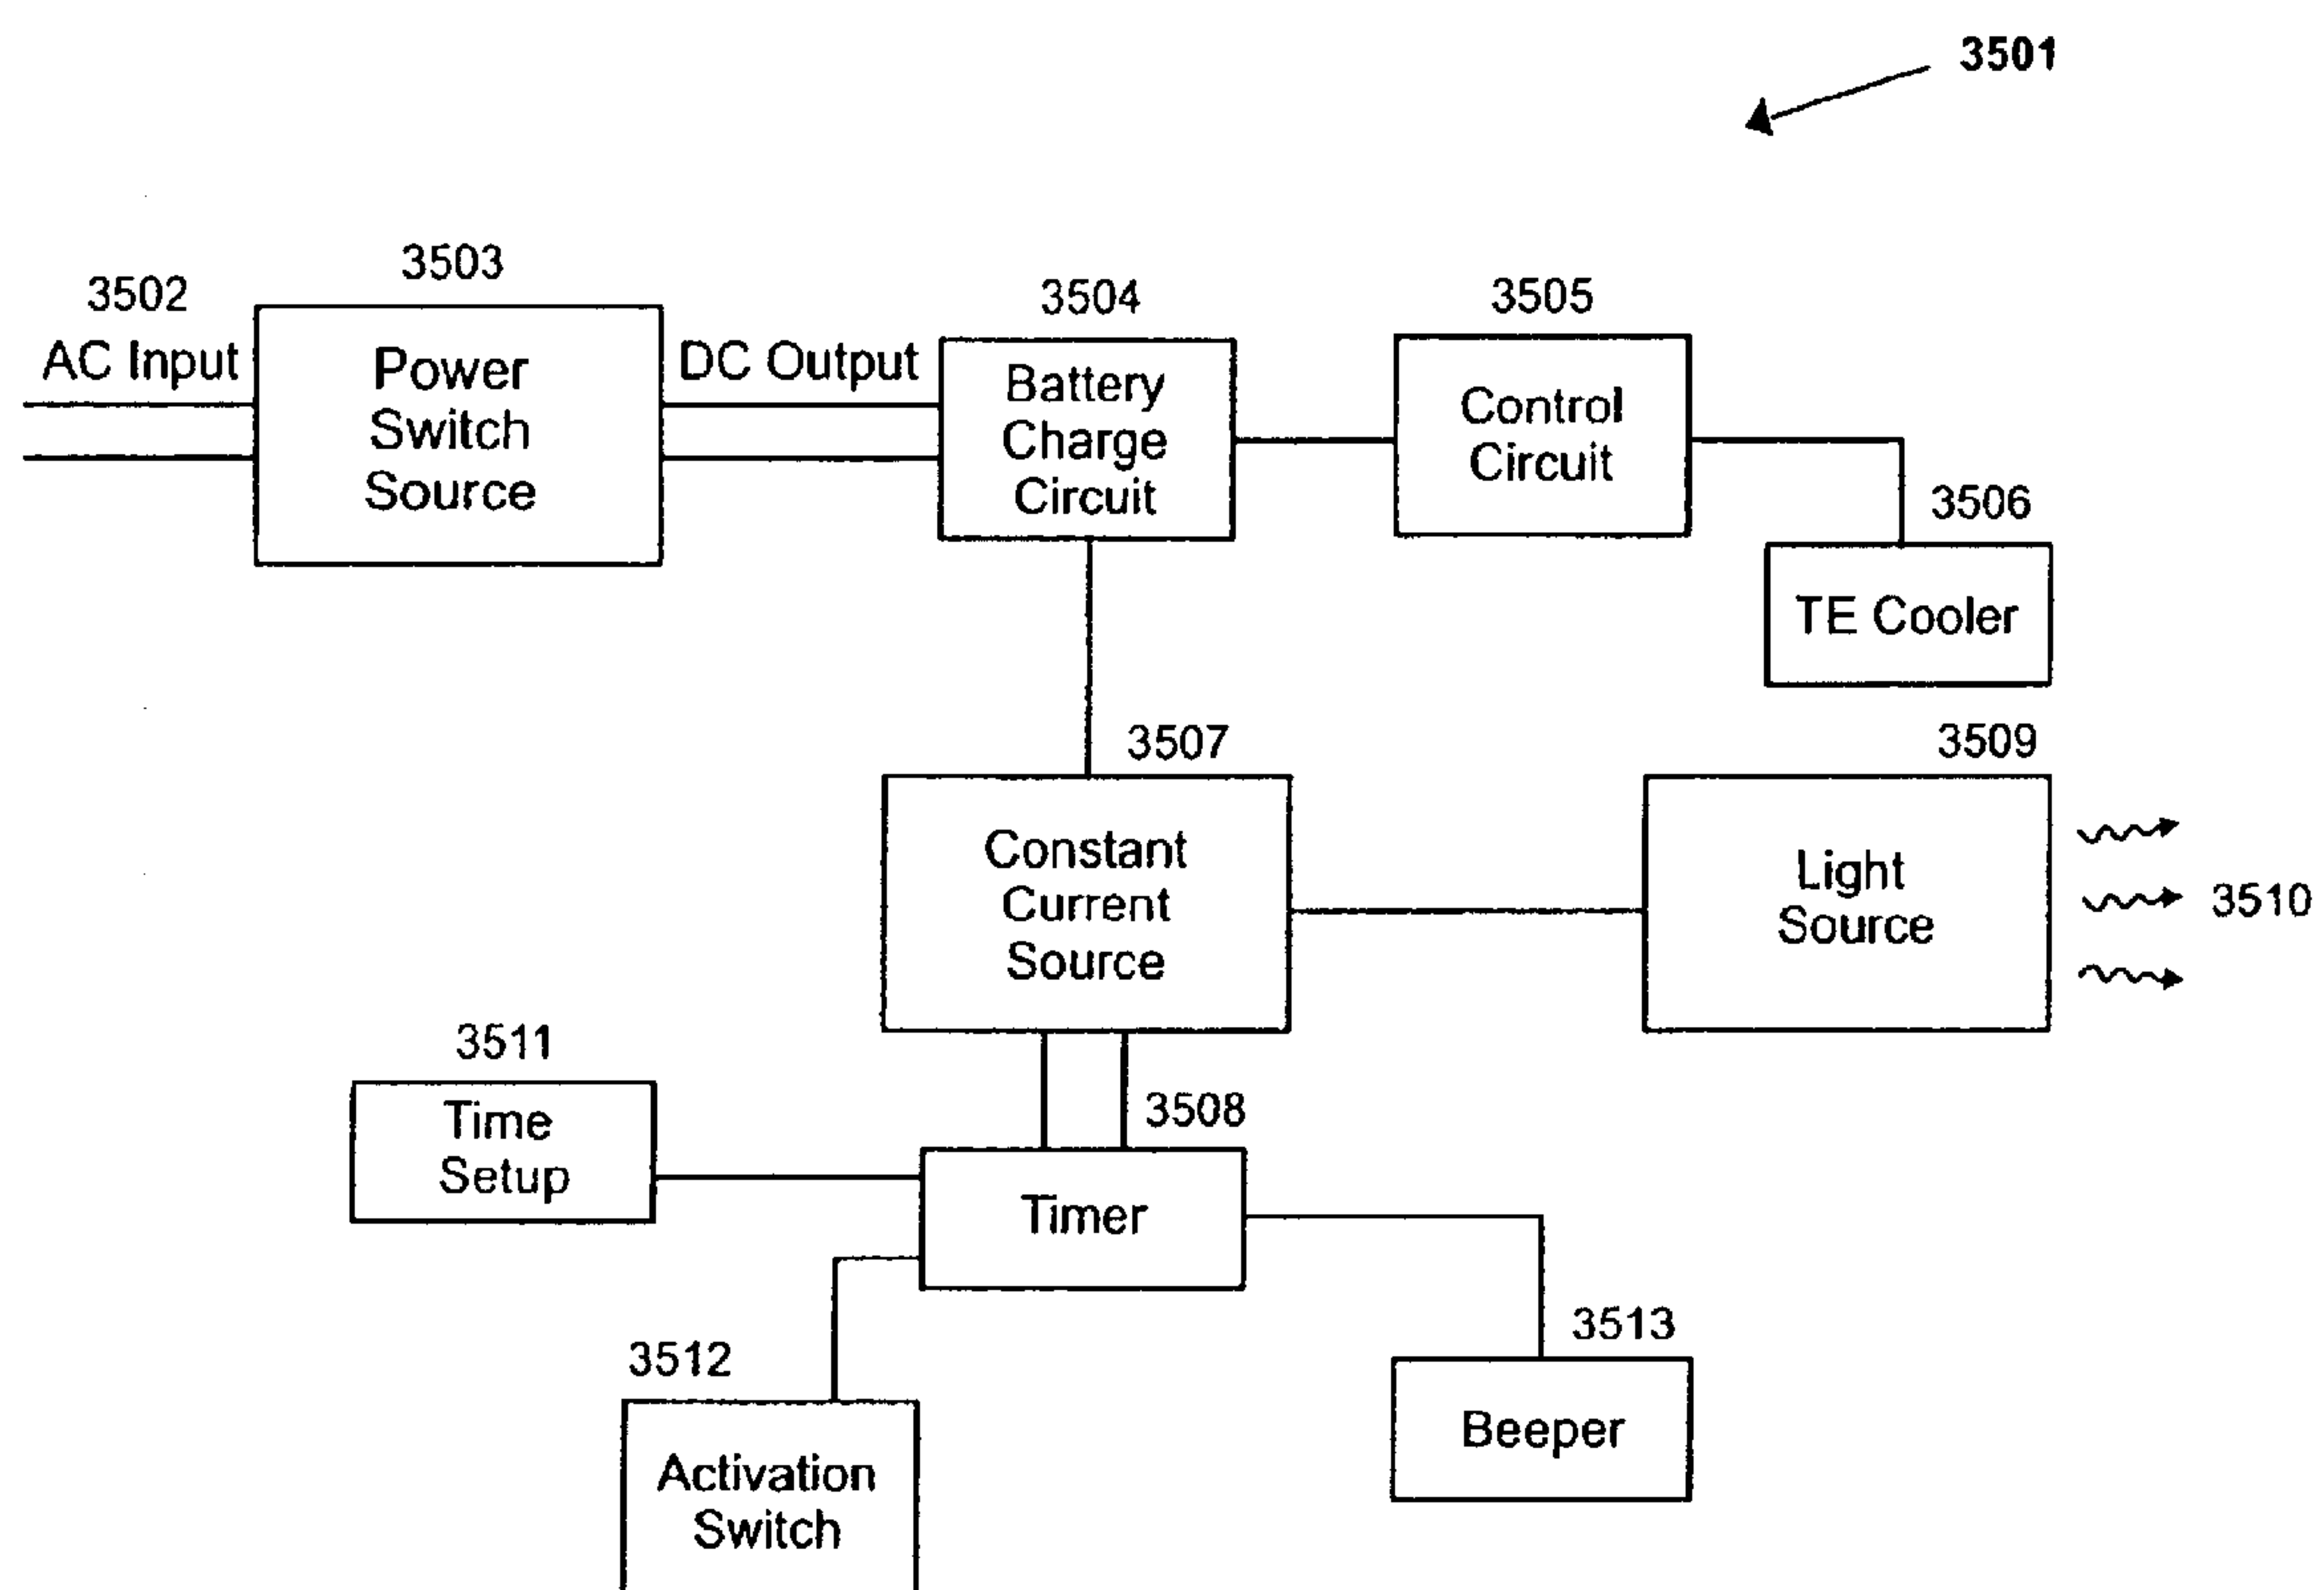 3501
3502
AC Input
3503
Power
Switch
Source
DC Output
3504
Battery
Charge
Circuit
3505
Control
Circuit
3506
TE Cooler
3507
Constant
Current
Source
3509
Light
Source
3510
3511
Time
Setup
3508
Timer
3512
Activation
Switch
3513
Beeper